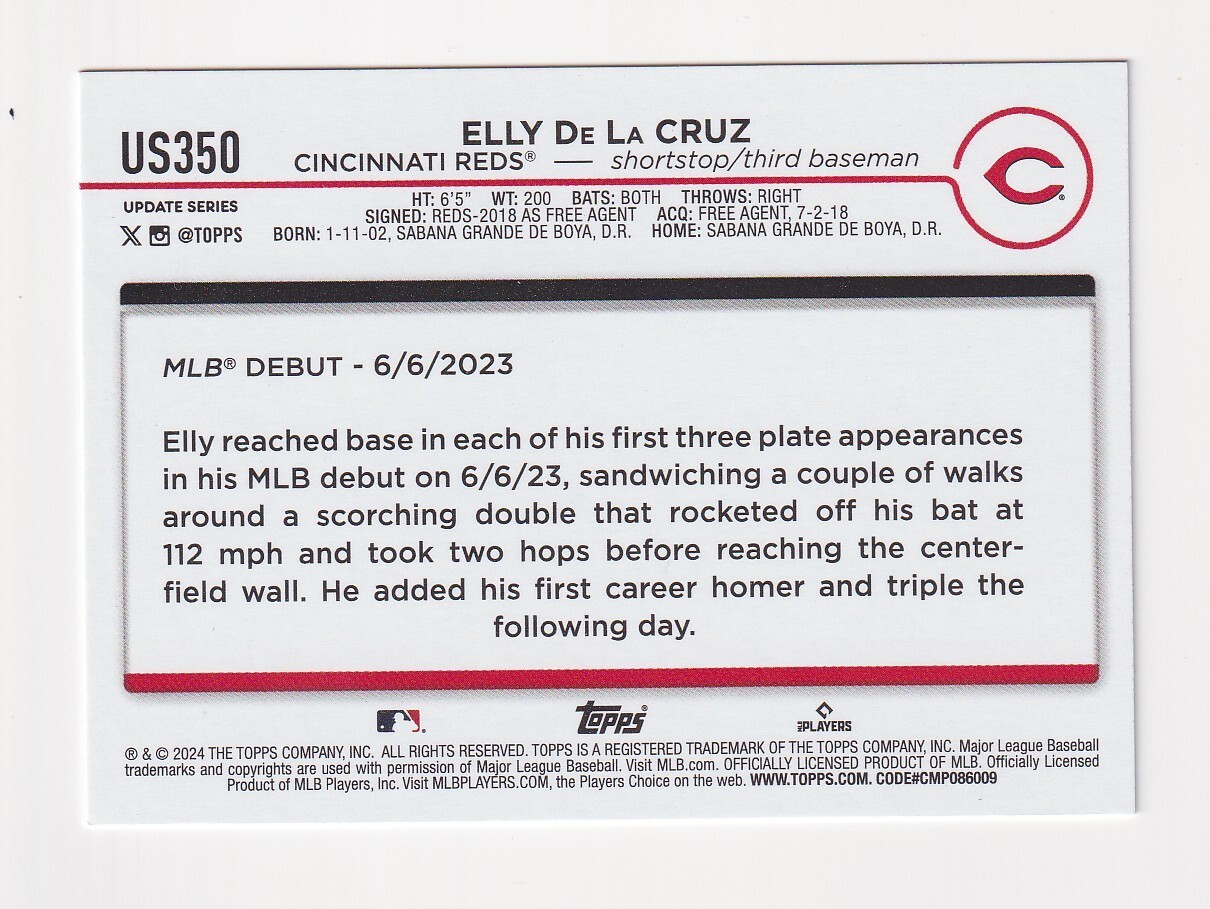 US350
ELLY DE LA CRUZ
CINCINNATI REDS® — shortstop/third baseman
UPDATE SERIES
@TOPPS
HT: 6'5" WT: 200 BATS: BOTH THROWS: RIGHT
SIGNED: REDS-2018 AS FREE AGENT ACQ: FREE AGENT, 7-2-18
BORN: 1-11-02, SABANA GRANDE DE BOYA, D.R. HOME: SABANA GRANDE DE BOYA, D.R.
C®
MLB® DEBUT - 6/6/2023
Elly reached base in each of his first three plate appearances
in his MLB debut on 6/6/23, sandwiching a couple of walks
around a scorching double that rocketed off his bat at
112 mph and took two hops before reaching the center-
field wall. He added his first career homer and triple the
following day.
topps®
MLBPLAYERS
® & © 2024 THE TOPPS COMPANY, INC. ALL RIGHTS RESERVED. TOPPS IS A REGISTERED TRADEMARK OF THE TOPPS COMPANY, INC. Major League Baseball
trademarks and copyrights are used with permission of Major League Baseball. Visit MLB.com. OFFICIALLY LICENSED PRODUCT OF MLB. Officially Licensed
Product of MLB Players, Inc. Visit MLBPLAYERS.COM, the Players Choice on the web. WWW.TOPPS.COM. CODE#CMP086009